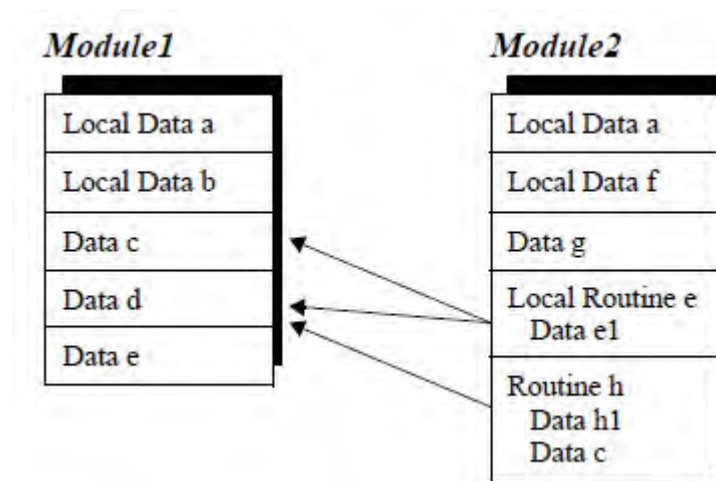 Module1
Local Data a
Local Data b
Data c
Data d
Data e
Module2
Local Data a
Local Data f
Data g
Local Routine e
Data e1
Routine h
Data h1
Data c